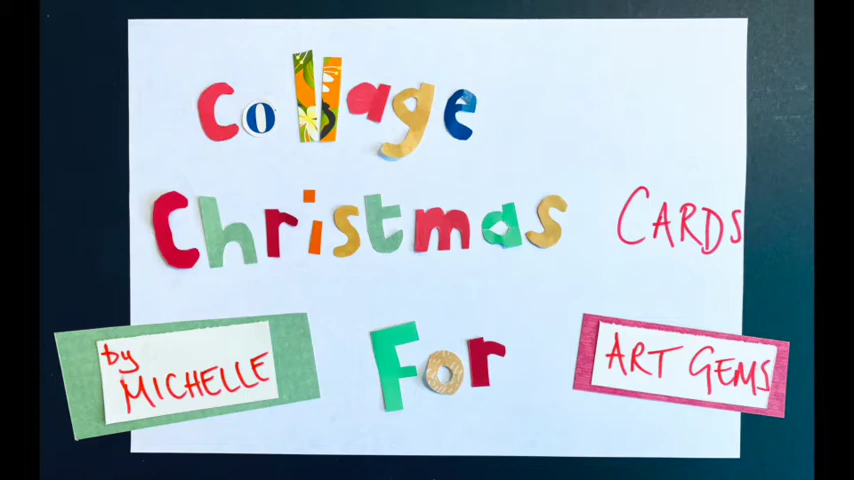 Collage
Christmas CARDS
by
MICHELLE
For
ART GEMS